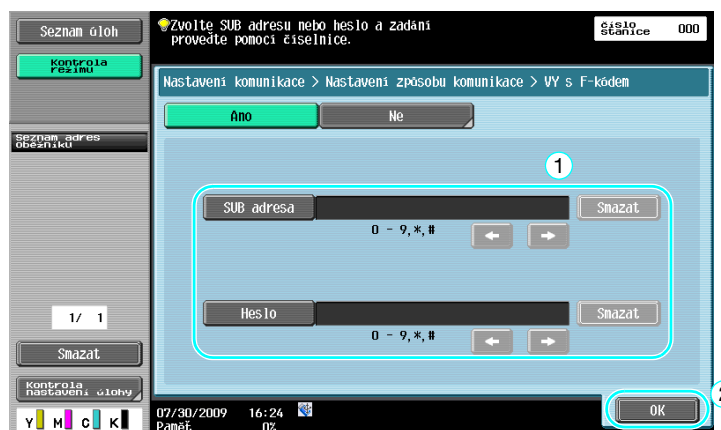 Seznam úloh
Zvolte SUB adresu nebo heslo a zadání
proveďte pomocí číselnice.
číslo
stanice
000
Kontrola
režimu
Nastavení komunikace > Nastavení způsobu komunikace > VY s F-kódem
Ano
Ne
Seznam adres
oběžníku
1
SUB adresa
Smazat
0 - 9,*,#
Heslo
Smazat
0 - 9,*,#
1/ 1
Smazat
Kontrola
nastavení úlohy
2
OK
Y M C K
07/30/2009 16:24
Paměť 0%